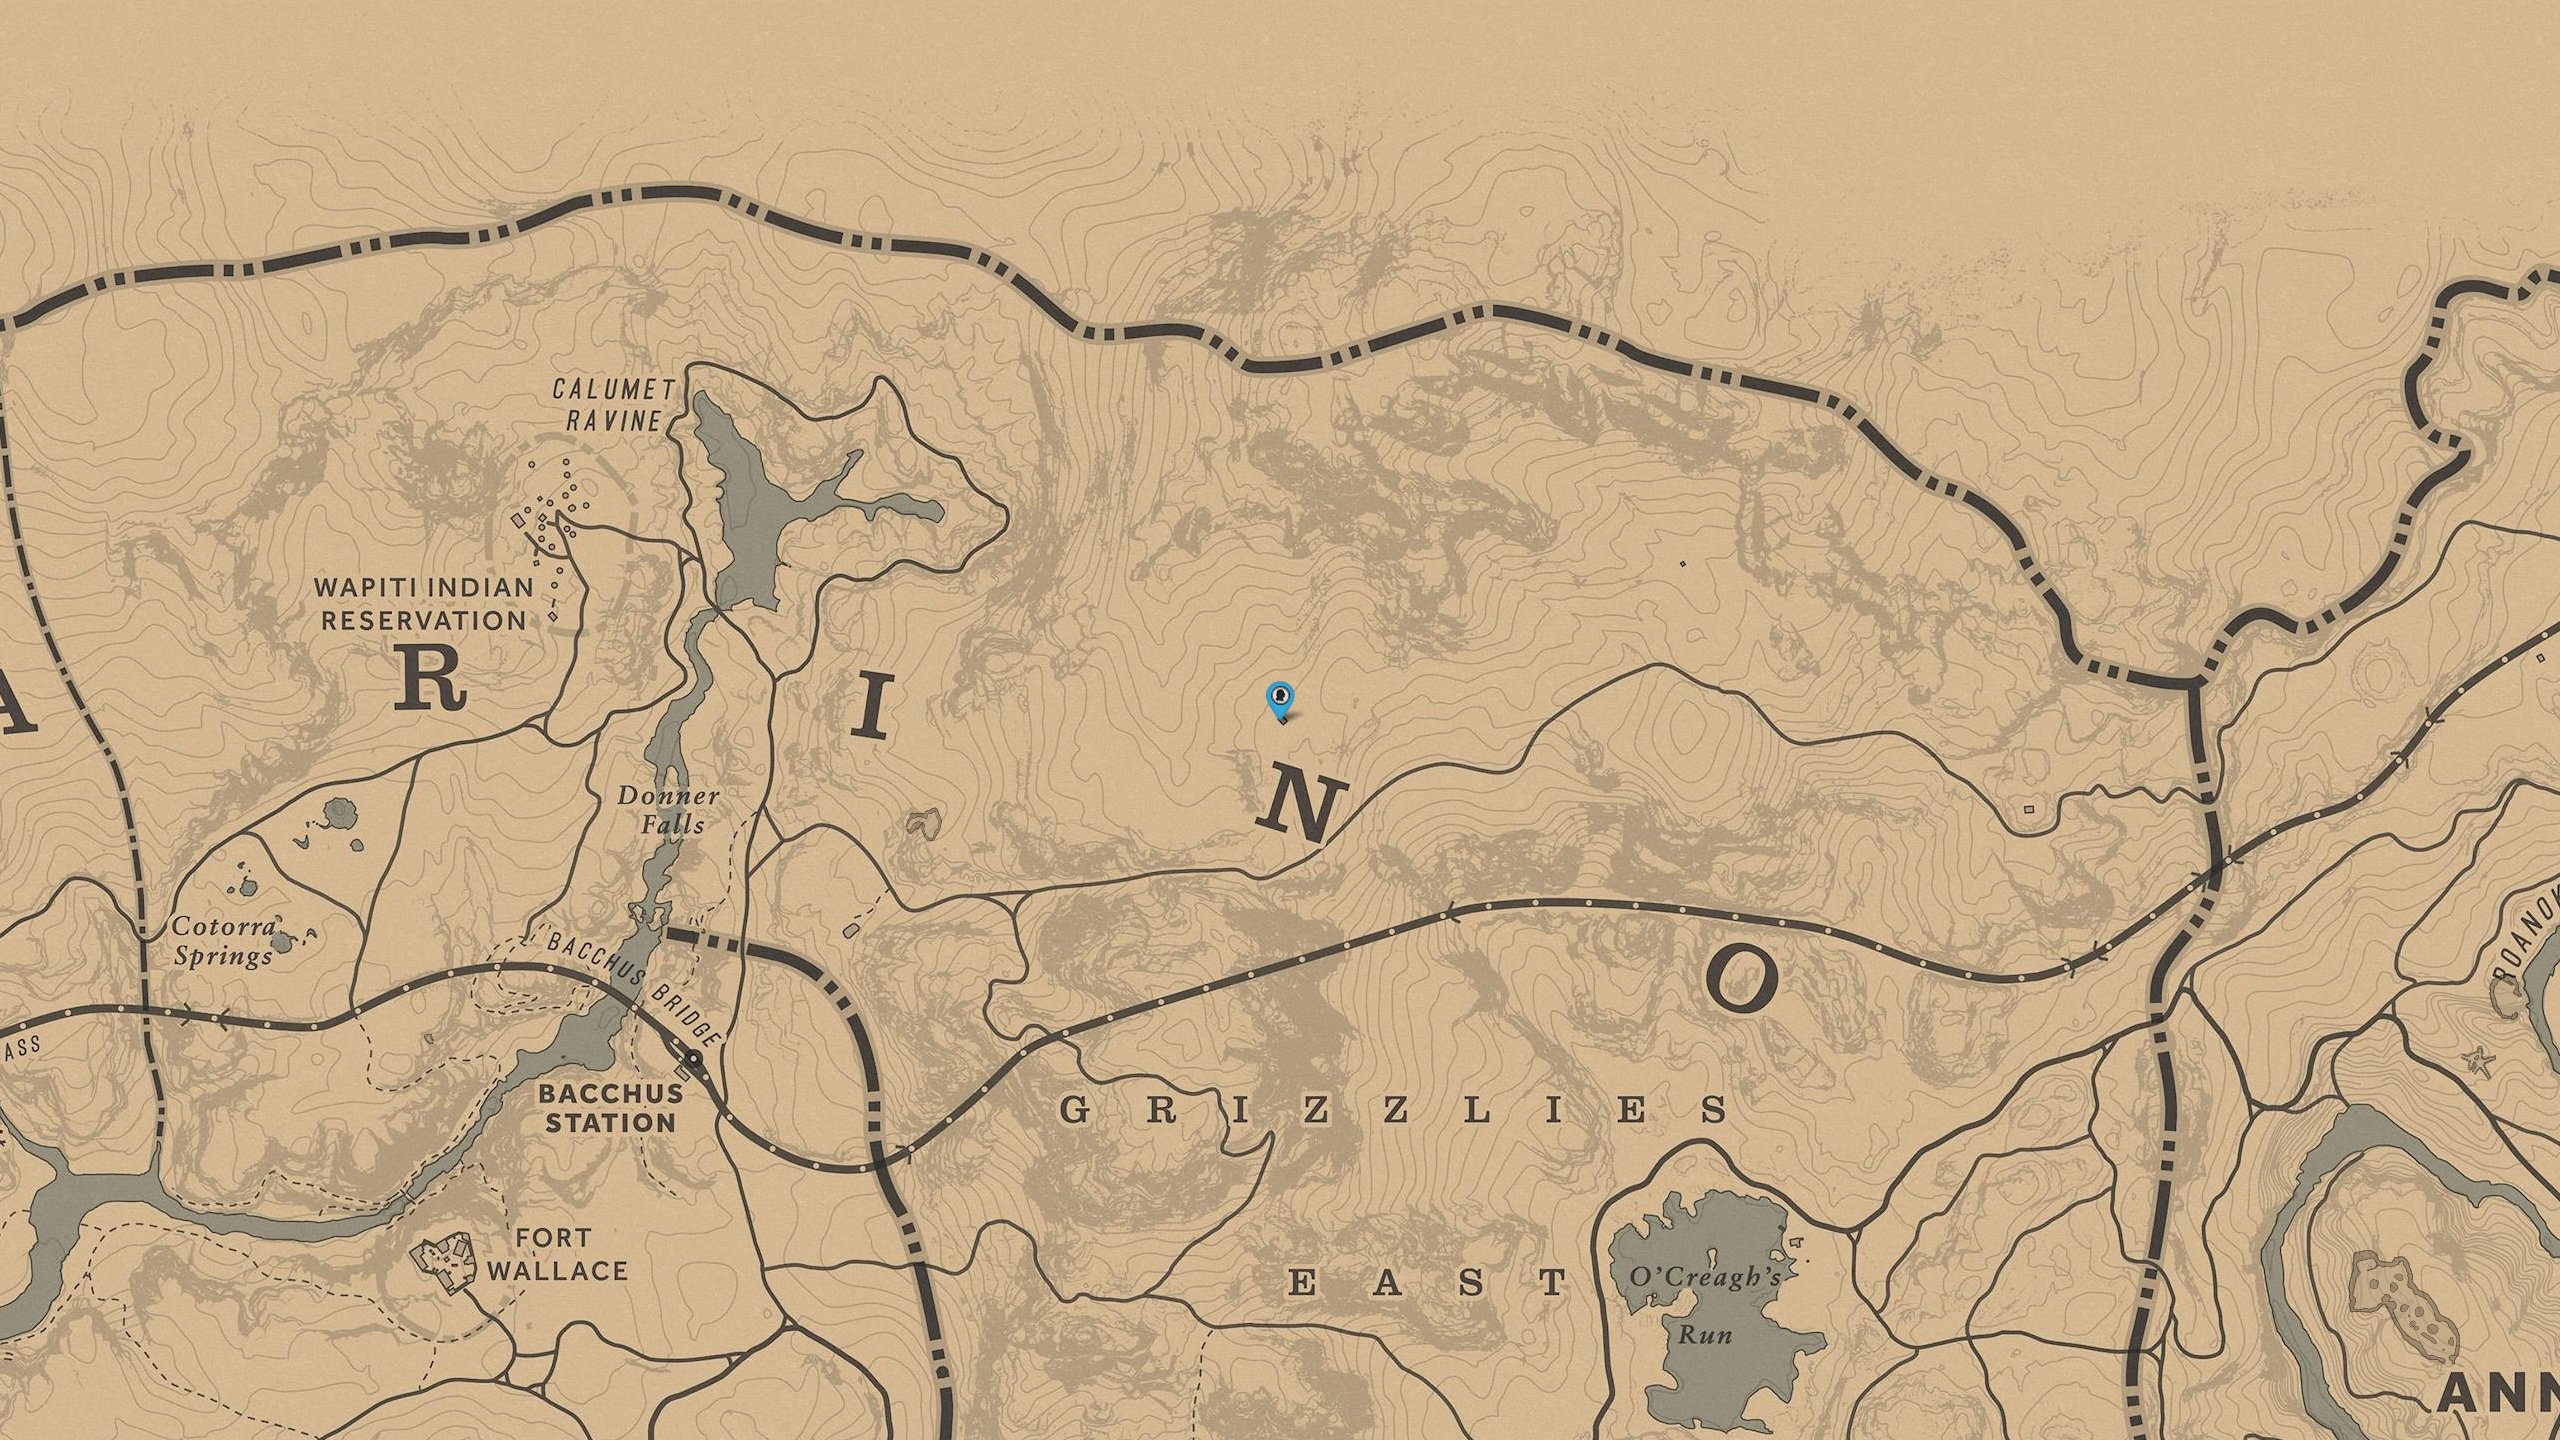 CALUMET
RAVINE
WAPITI INDIAN
RESERVATION
A
R
I
N
O
Donner
Falls
Cotorra
Springs
BACCHUS BRIDGE
ASS
BACCHUS
STATION
GRIZZLIES
FORT
WALLACE
EAST
O'Creagh's
Run
ROANOK
ANN